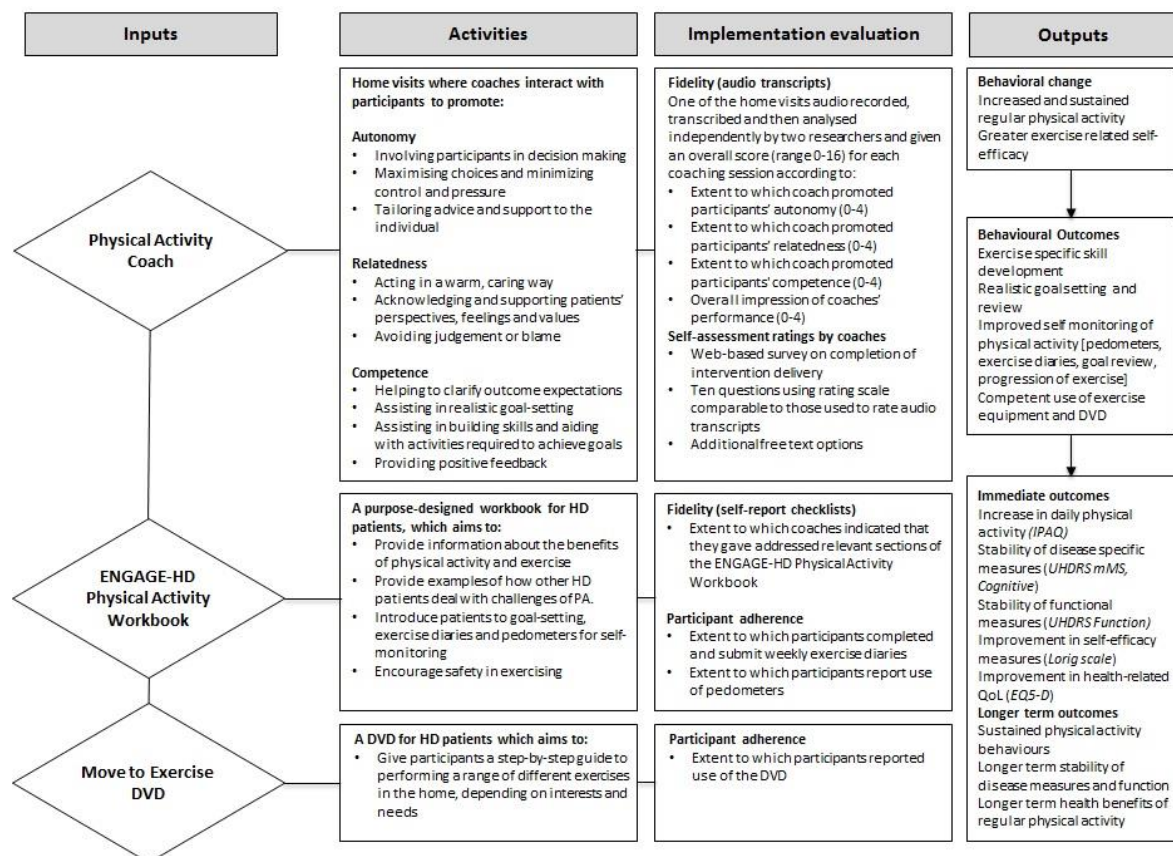 Inputs
Activities
Implementation evaluation
Outputs
Physical Activity
Coach
Home visits where coaches interact with
participants to promote:
Autonomy
• Involving participants in decision making
• Maximising choices and minimizing
control and pressure
• Tailoring advice and support to the
individual
Relatedness
• Acting in a warm, caring way
• Acknowledging and supporting patients'
perspectives, feelings and values
• Avoiding judgement or blame
Competence
• Helping to clarify outcome expectations
• Assisting in realistic goal-setting
• Assisting in building skills and aiding
with activities required to achieve goals
• Providing positive feedback
Fidelity (audio transcripts)
One of the home visits audio recorded,
transcribed and then analysed
independently by two researchers and given
an overall score (range 0-16) for each
coaching session according to:
• Extent to which coach promoted
participants' autonomy (0-4)
• Extent to which coach promoted
participants' relatedness (0-4)
• Extent to which coach promoted
participants' competence (0-4)
• Overall impression of coaches'
performance (0-4)
Self-assessment ratings by coaches
• Web-based survey on completion of
intervention delivery
• Ten questions using rating scale
comparable to those used to rate audio
transcripts
• Additional free text options
ENGAGE-HD
Physical Activity
Workbook
A purpose-designed workbook for HD
patients, which aims to:
• Provide information about the benefits
of physical activity and exercise
• Provide examples of how other HD
patients deal with challenges of PA.
• Introduce patients to goal-setting,
exercise diaries and pedometers for self-
monitoring
• Encourage safety in exercising
Fidelity (self-report checklists)
• Extent to which coaches indicated that
they gave addressed relevant sections of
the ENGAGE-HD Physical Activity
Workbook
Participant adherence
• Extent to which participants completed
and submit weekly exercise diaries
• Extent to which participants report use
of pedometers
Move to Exercise
DVD
A DVD for HD patients which aims to:
• Give participants a step-by-step guide to
performing a range of different exercises
in the home, depending on interests and
needs
Participant adherence
• Extent to which participants reported
use of the DVD
Behavioral change
Increased and sustained
regular physical activity
Greater exercise related self-
efficacy
Behavioural Outcomes
Exercise specific skill
development
Realistic goal setting and
review
Improved self monitoring of
physical activity [pedometers,
exercise diaries, goal review,
progression of exercise]
Competent use of exercise
equipment and DVD
Immediate outcomes
Increase in daily physical
activity (IPAQ)
Stability of disease specific
measures (UHDRS mMS,
Cognitive)
Stability of functional
measures (UHDRS Function)
Improvement in self-efficacy
measures (Lorig scale)
Improvement in health-related
QoL (EQ5-D)
Longer term outcomes
Sustained physical activity
behaviours
Longer term stability of
disease measures and function
Longer term health benefits of
regular physical activity